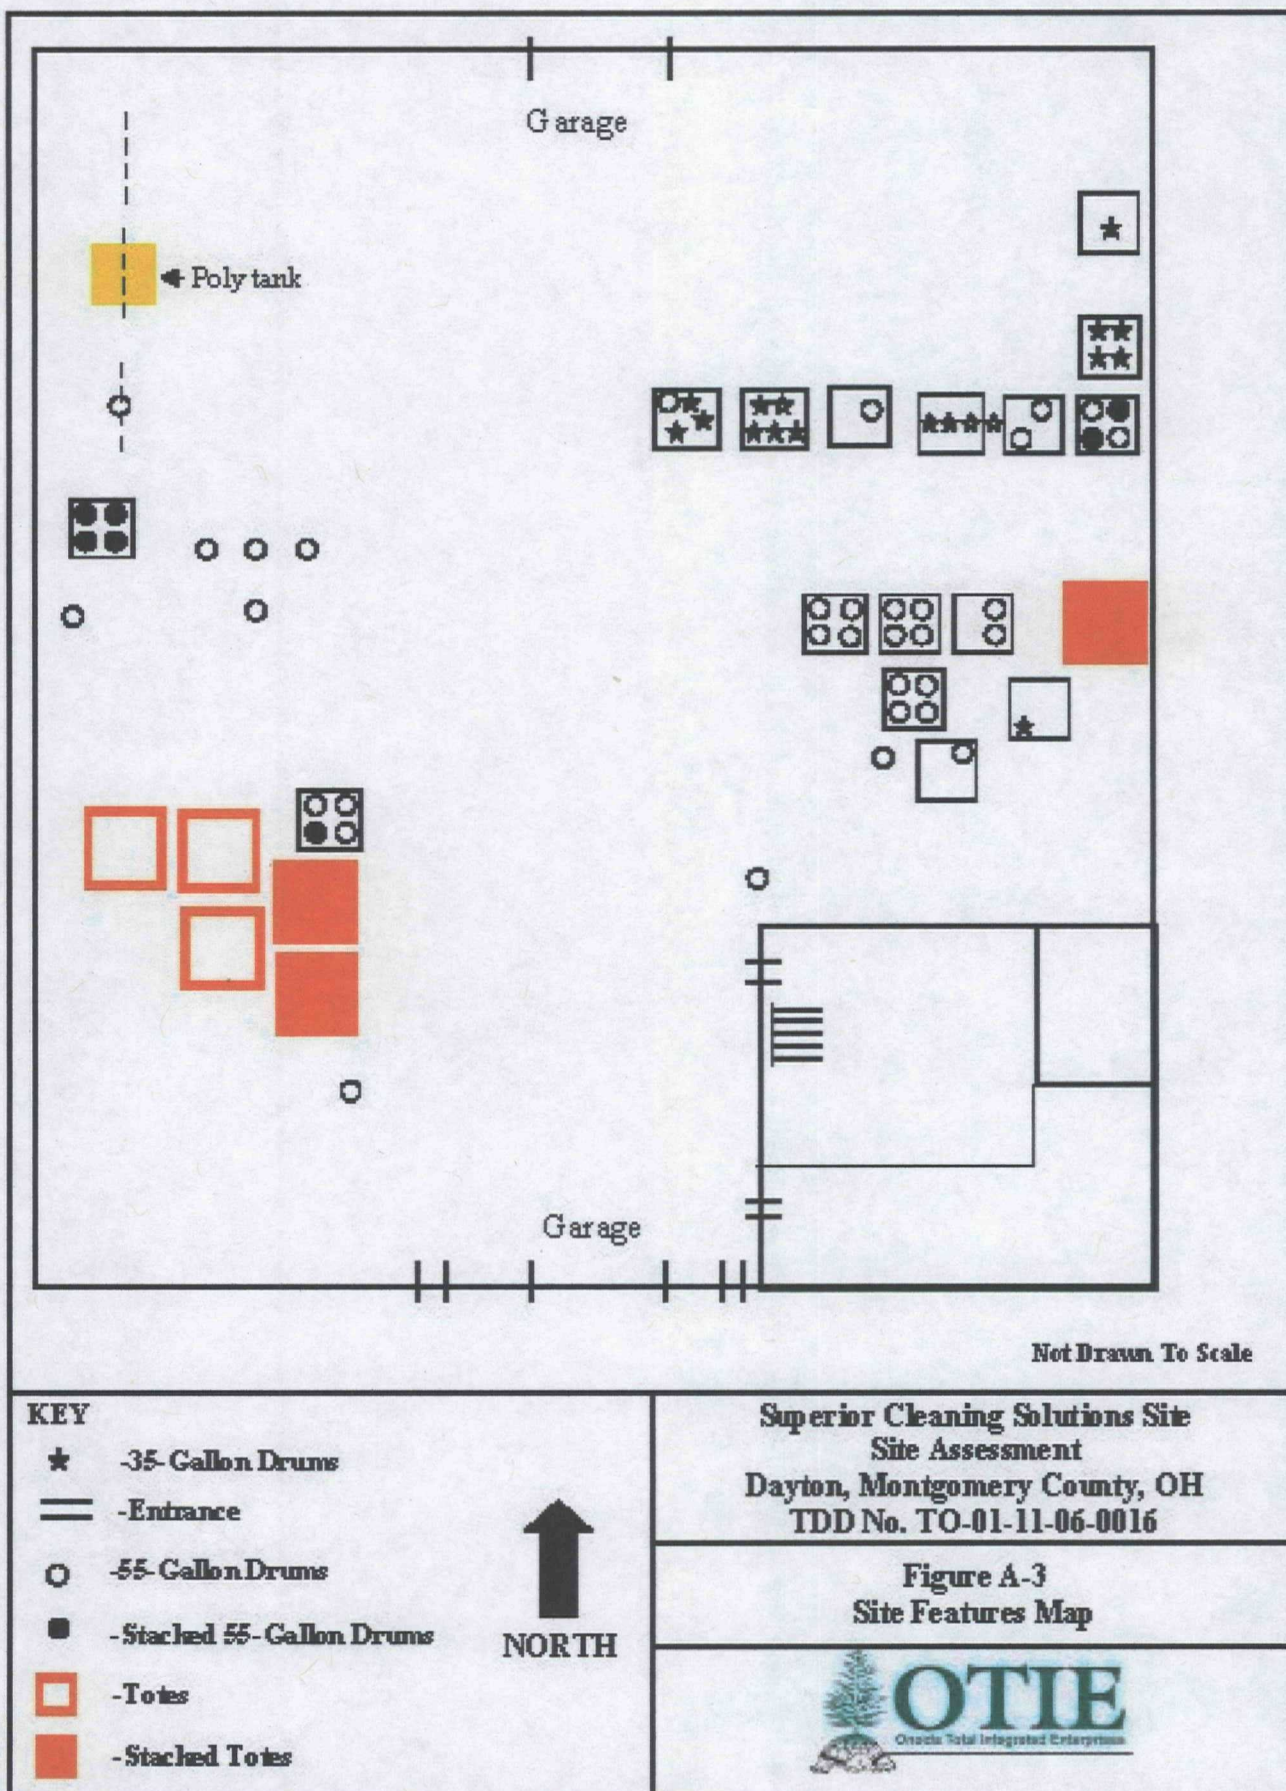 Garage
Poly tank
Garage
Not Drawn To Scale
KEY
-35-Gallon Drums
-Entrance
-55-Gallon Drums
-Stacked 55-Gallon Drums
-Totes
-Stacked Totes
NORTH
Superior Cleaning Solutions Site
Site Assessment
Dayton, Montgomery County, OH
TDD No. TO-01-11-06-0016
Figure A-3
Site Features Map
OTIE
Oneida Total Integrated Enterprises